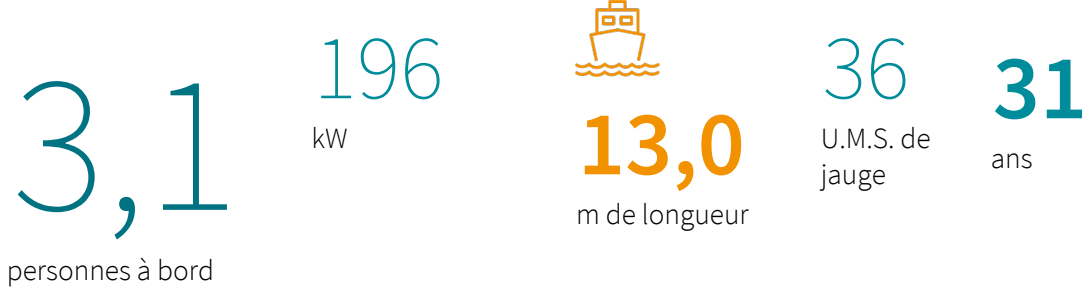 3,1
personnes à bord
196
kW
13,0
m de longueur
36
U.M.S. de
jauge
31
ans